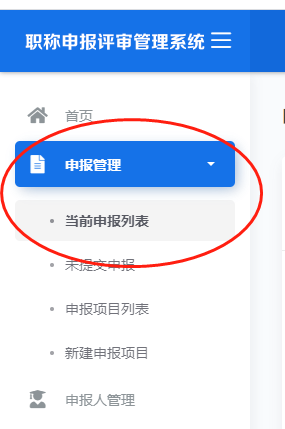 职称申报评审管理系统
首页
申报管理
当前申报列表
未提交申报
申报项目列表
新建申报项目
申报人管理